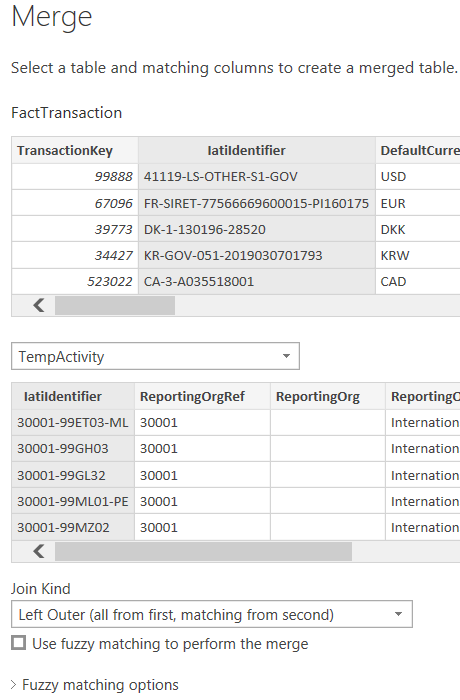 Merge
Select a table and matching columns to create a merged table.
FactTransaction
TransactionKey IatiIdentifier DefaultCurre
99888 41119-LS-OTHER-S1-GOV USD
67096 FR-SIRET-77566669600015-PI160175 EUR
39773 DK-1-130196-28520 DKK
34427 KR-GOV-051-2019030701793 KRW
523022 CA-3-A035518001 CAD
TempActivity
IatiIdentifier ReportingOrgRef ReportingOrg ReportingO
30001-99ET03-ML 30001 Internation
30001-99GH03 30001 Internation
30001-99GL32 30001 Internation
30001-99ML01-PE 30001 Internation
30001-99MZ02 30001 Internation
Join Kind
Left Outer (all from first, matching from second)
Use fuzzy matching to perform the merge
Fuzzy matching options